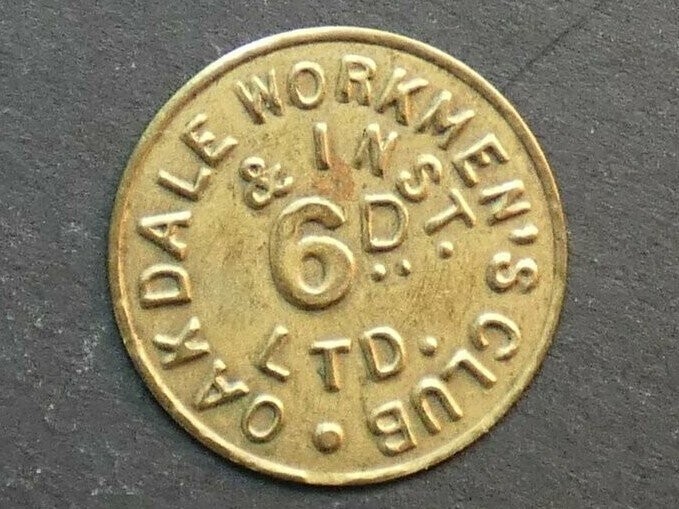 OAKDALE WORKMEN'S CLUB
& INST.
6D.
LTD.